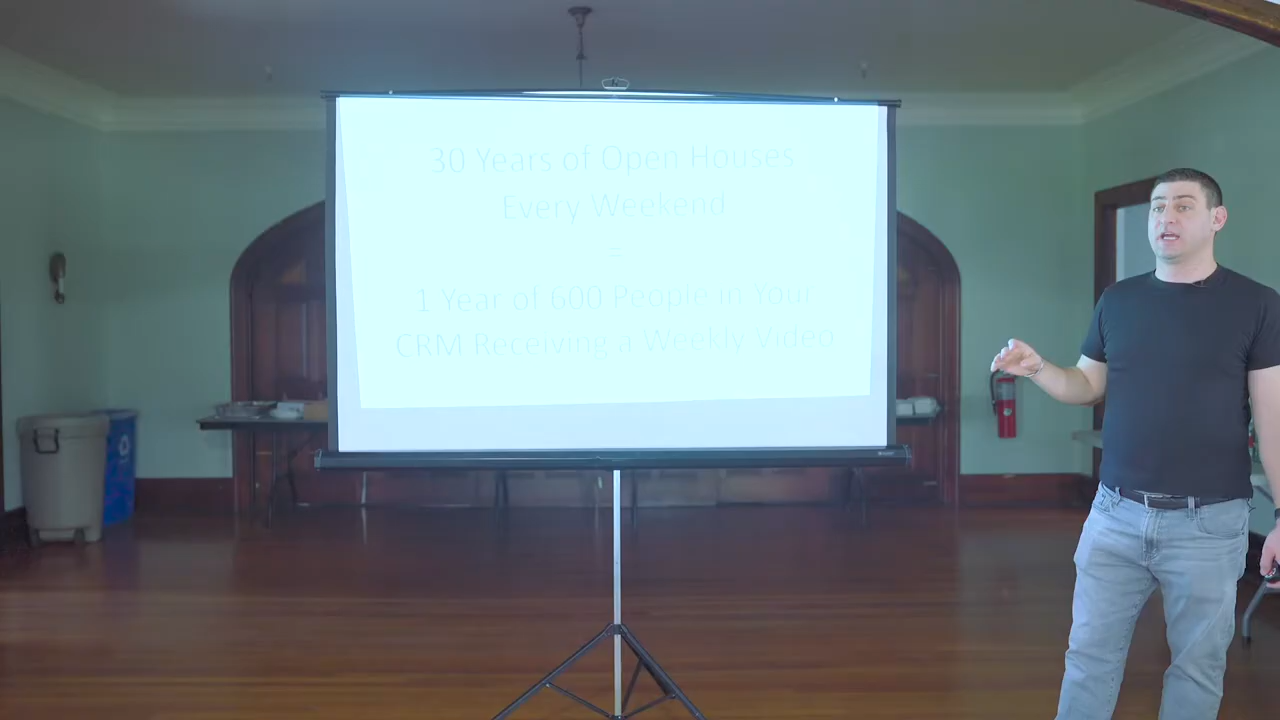 30 Years of Open Houses
Every Weekend
=
1 Year of 600 People in Your
CRM Receiving a Weekly Video